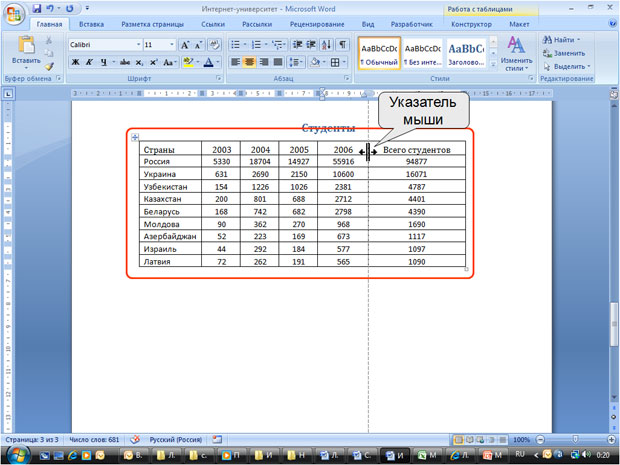 Интернет-университет - Microsoft Word
Работа с таблицами
Главная Вставка Разметка страницы Ссылки Рассылки Рецензирование Вид Разработчик Конструктор Макет
Calibri 11
Вставить
Ж К Ч
AaBbCcDc AaBbCcDc AaBbCc
¶ Обычный ¶ Без инте... Заголово...
Изменить стили
Найти
Заменить
Выделить
Буфер обмена Шрифт Абзац Стили Редактирование
Указатель
мыши
Студенты
Страны 2003 2004 2005 2006 Всего студентов
Россия 5330 18704 14927 55916 94877
Украина 631 2690 2150 10600 16071
Узбекистан 154 1226 1026 2381 4787
Казахстан 200 801 688 2712 4401
Беларусь 168 742 682 2798 4390
Молдова 90 362 270 968 1690
Азербайджан 52 223 169 673 1117
Израиль 44 292 184 577 1097
Латвия 72 262 191 565 1090
Страница: 3 из 3 Число слов: 681 Русский (Россия) 100%
В. Л. с. П И Н Л. С. И М Л. М RU 0:20